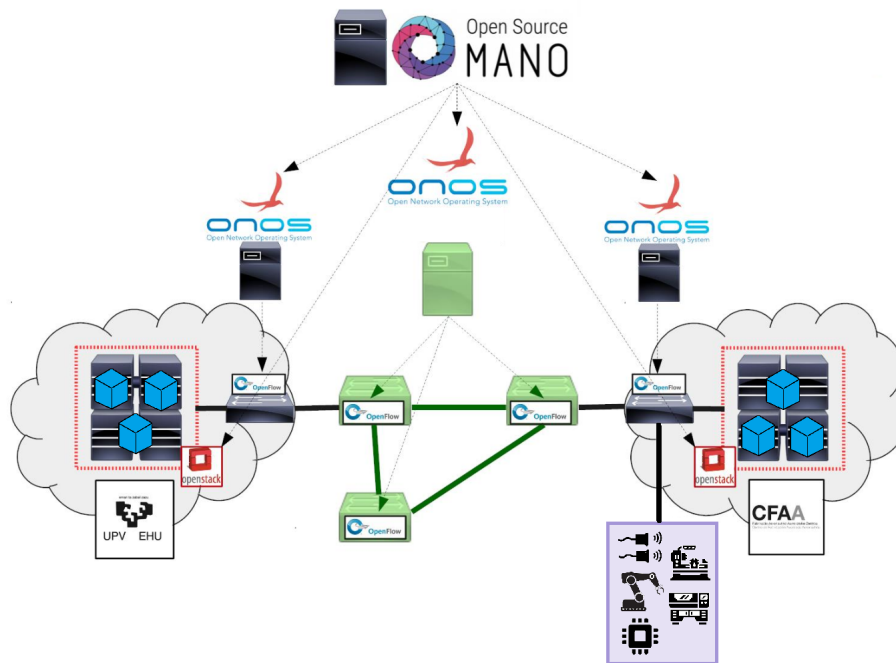 Open Source
MANO
onos
Open Network Operating System
onos
Open Network Operating System
onos
Open Network Operating System
OpenFlow
OpenFlow
OpenFlow
OpenFlow
OpenFlow
openstack
openstack
UPV EHU
CFAA